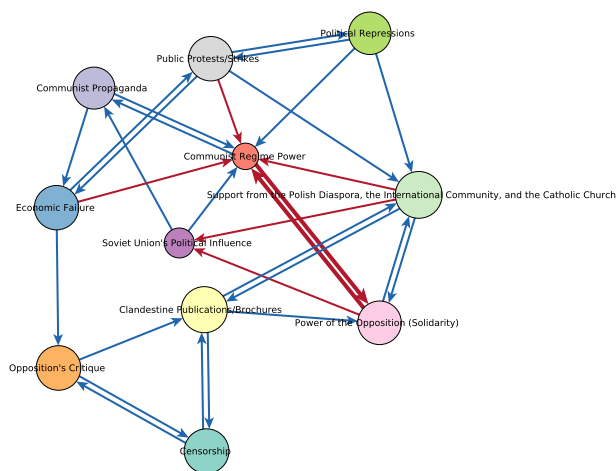 Political Repressions
Public Protests/Strikes
Communist Propaganda
Communist Regime Power
Support from the Polish Diaspora, the International Community, and the Catholic Church
Economic Failure
Soviet Union's Political Influence
Clandestine Publications/Brochures
Power of the Opposition (Solidarity)
Opposition's Critique
Censorship